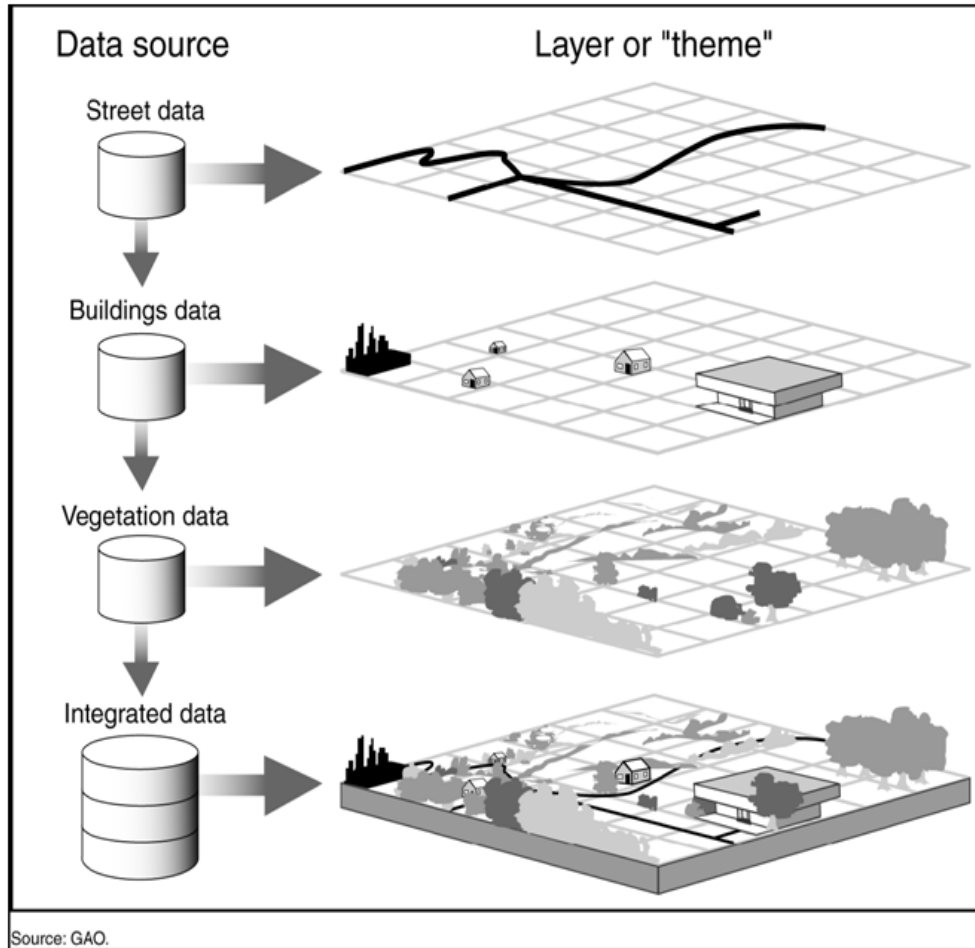 Data source
Layer or "theme"
Street data
Buildings data
Vegetation data
Integrated data
Source: GAO.